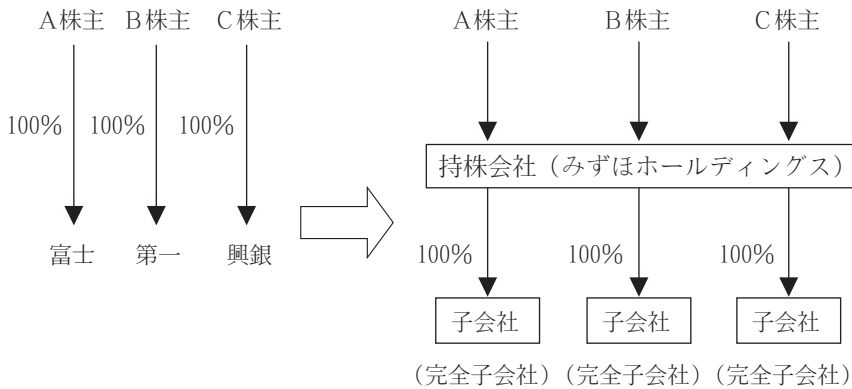 A株主 B株主 C株主
100% 100% 100%
富士 第一 興銀
A株主 B株主 C株主
持株会社（みずほホールディングス）
100% 100% 100%
子会社 子会社 子会社
（完全子会社）（完全子会社）（完全子会社）